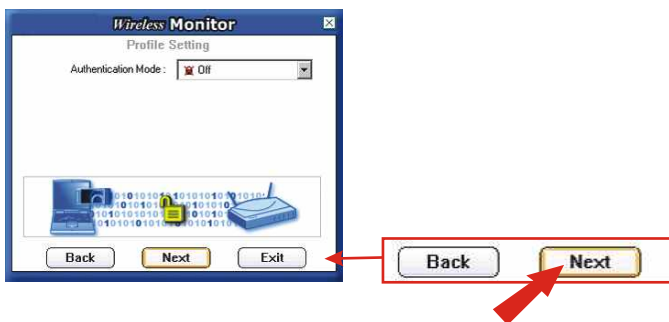 Wireless Monitor
Profile Setting
Authentication Mode : Off
Back Next Exit
Back Next